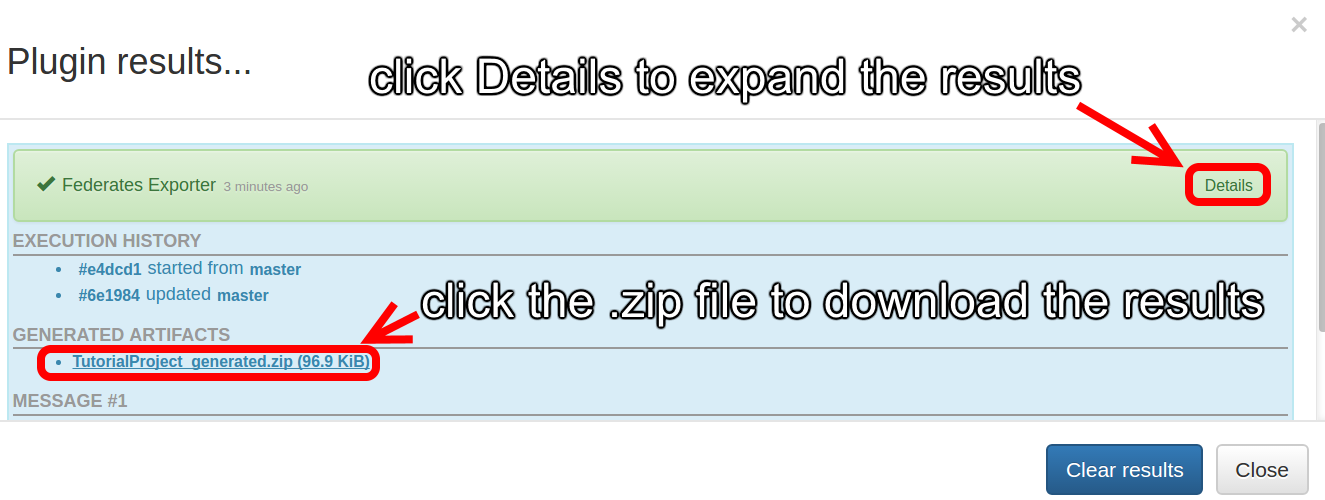 ×
Plugin results...
click Details to expand the results
Federates Exporter 3 minutes ago
Details
EXECUTION HISTORY
#e4dcd1 started from master
#6e1984 updated master
click the .zip file to download the results
GENERATED ARTIFACTS
TutorialProject_generated.zip (96.9 KiB)
MESSAGE #1
Clear results
Close